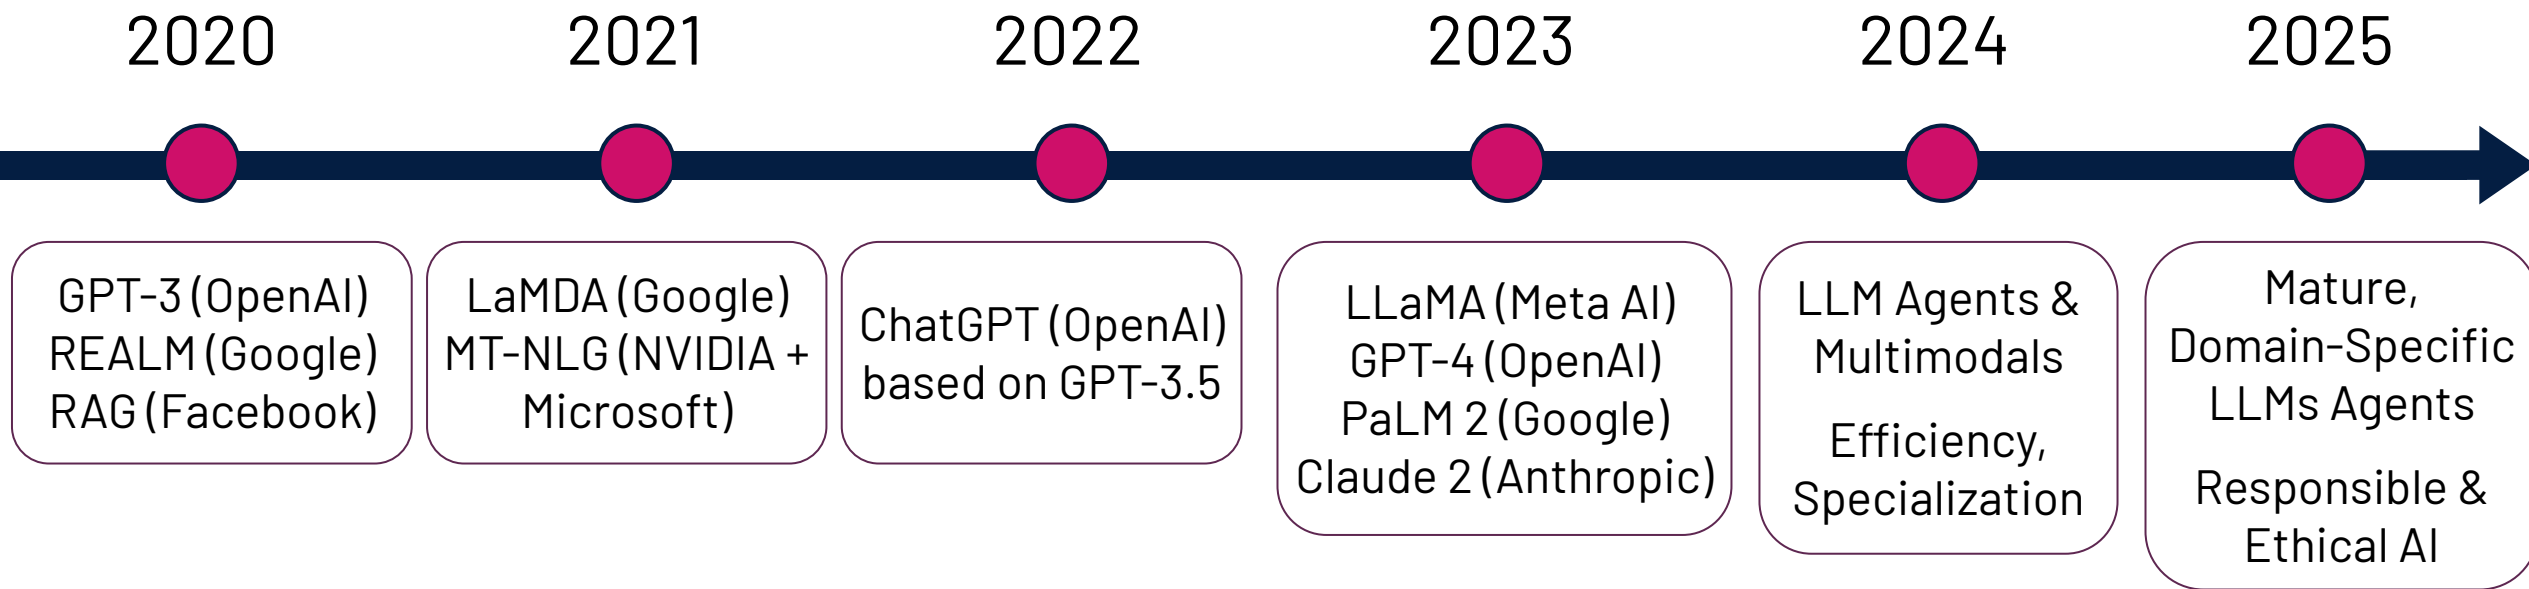 2020
2021
2022
2023
2024
2025
GPT-3 (OpenAI)
REALM (Google)
RAG (Facebook)
LaMDA (Google)
MT-NLG (NVIDIA +
Microsoft)
ChatGPT (OpenAI)
based on GPT-3.5
LLaMA (Meta AI)
GPT-4 (OpenAI)
PaLM 2 (Google)
Claude 2 (Anthropic)
LLM Agents &
Multimodals
Efficiency,
Specialization
Mature,
Domain-Specific
LLMs Agents
Responsible &
Ethical AI